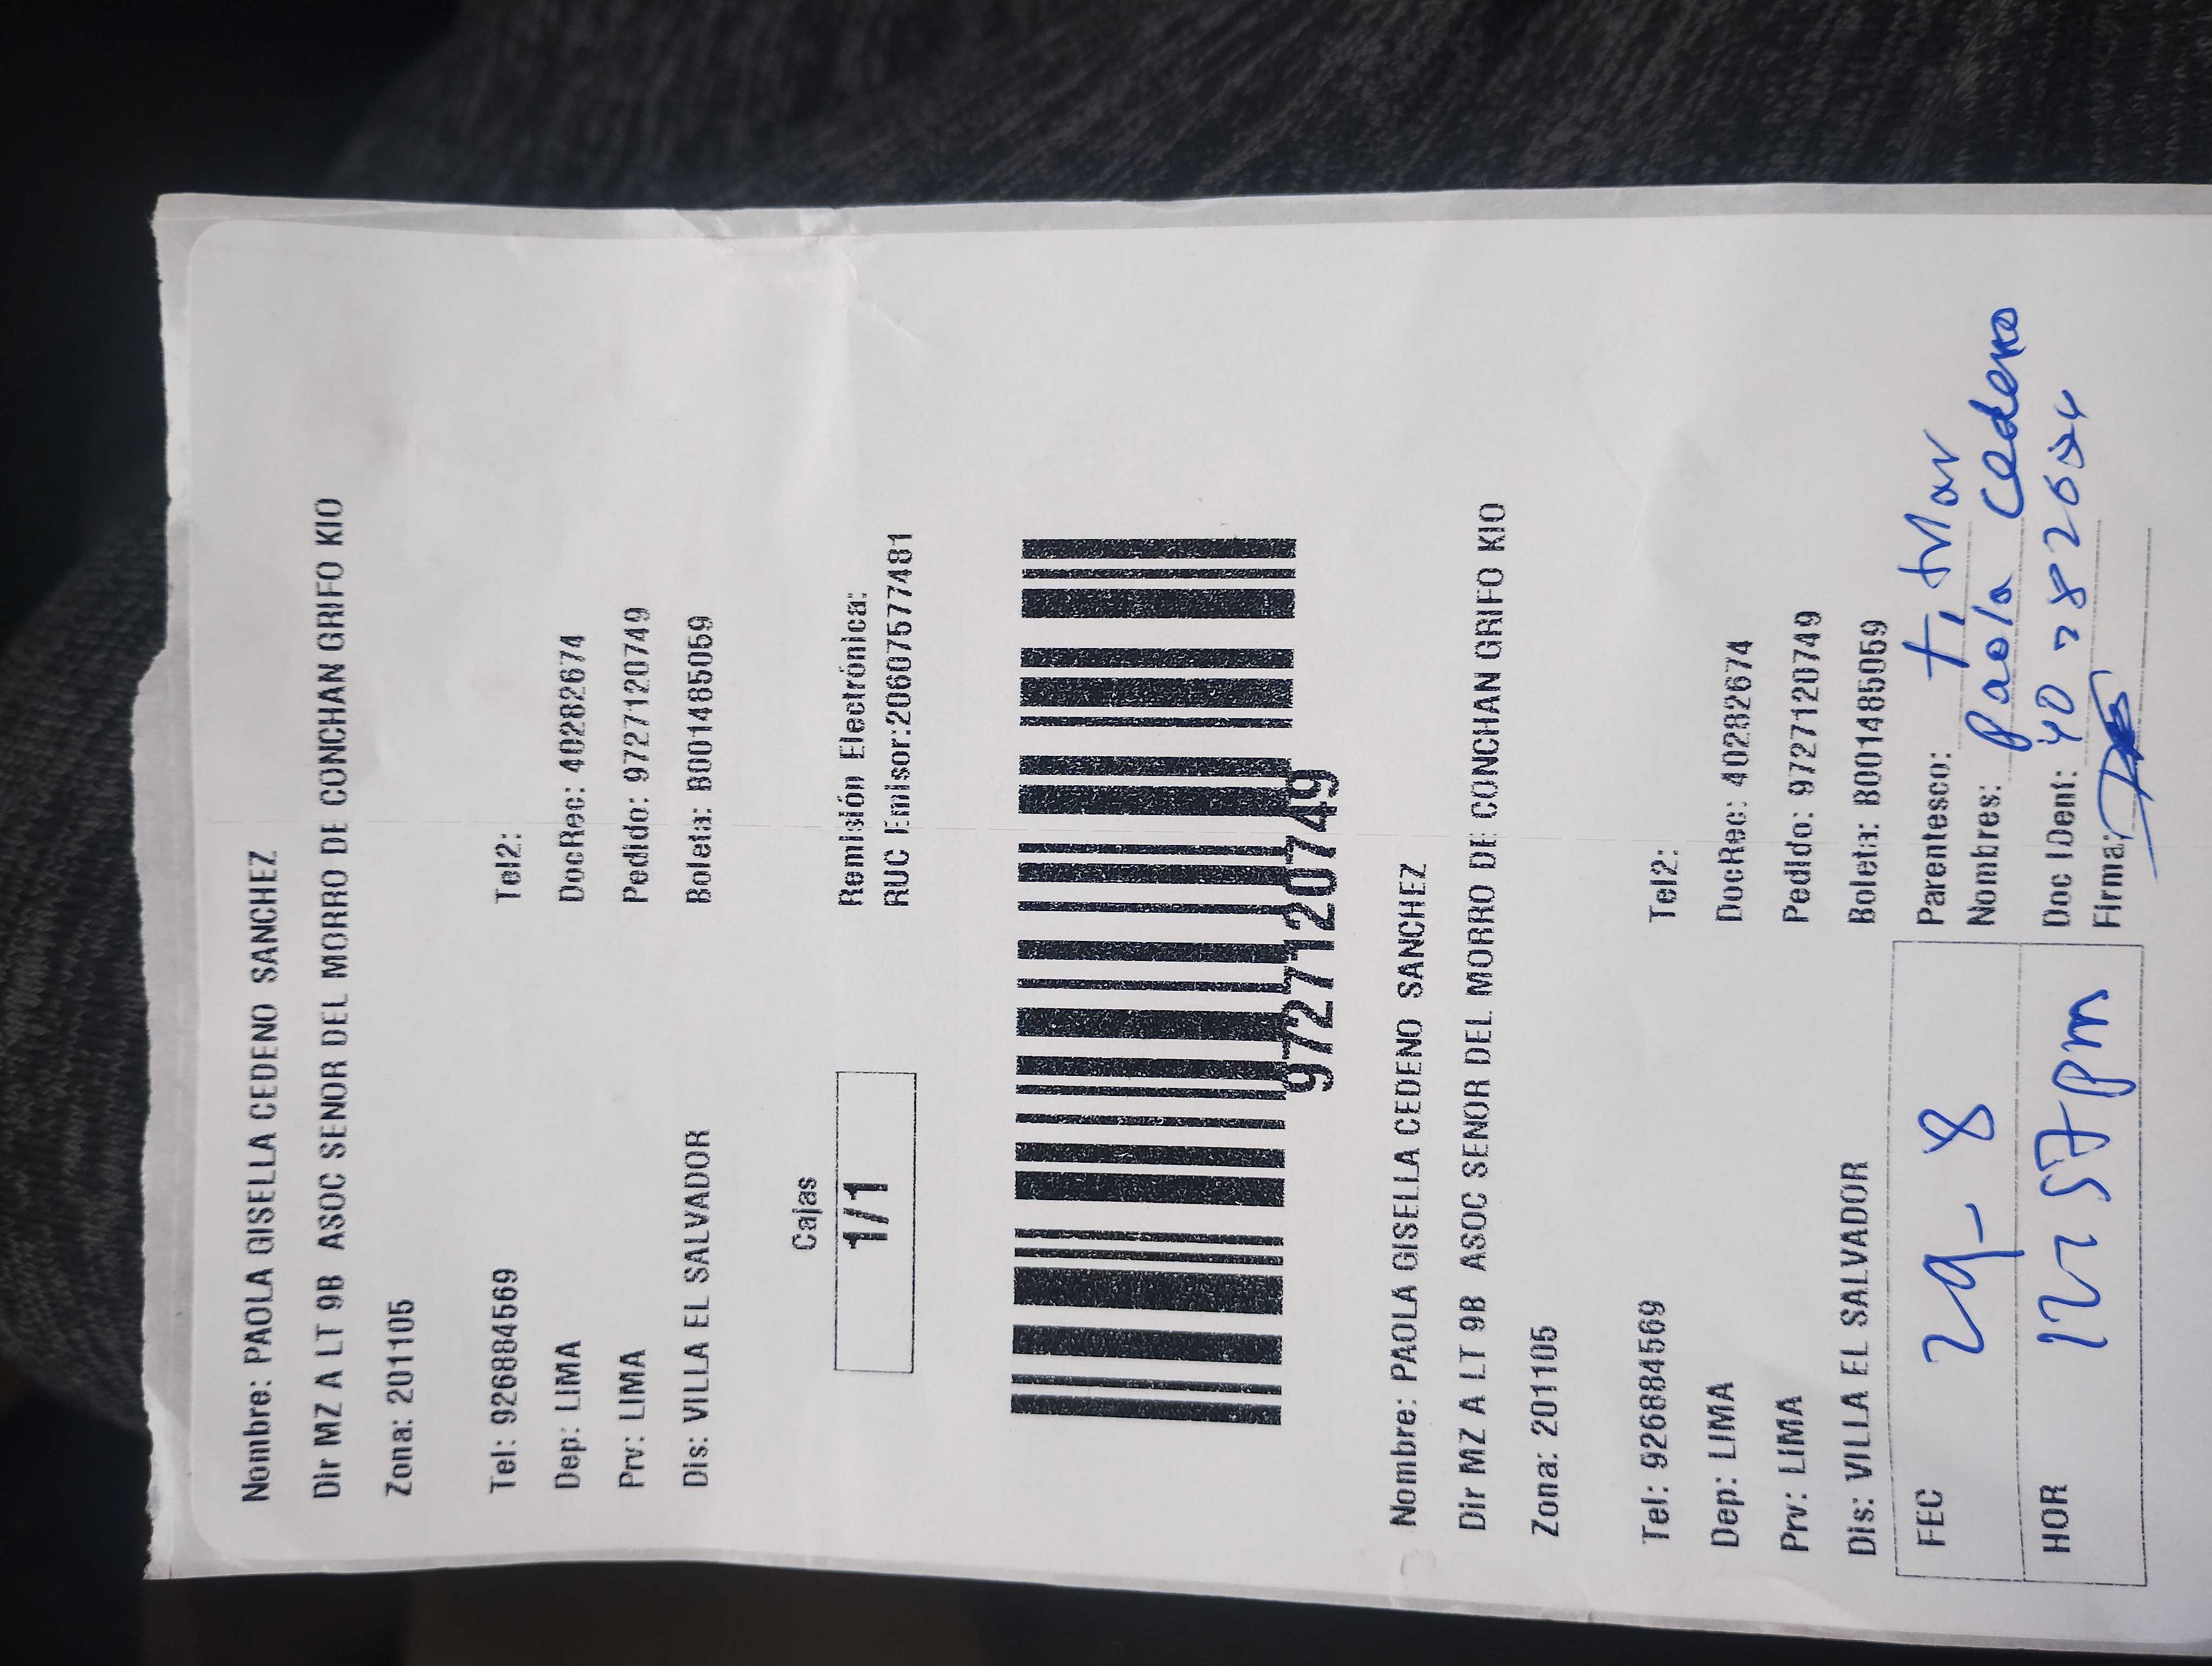 Nombre: PAOLA GISELLA CEDENO SANCHEZ
Dir MZ A LT 9B ASOC SENOR DEL MORRO DE CONCHAN GRIFO KIO
Zona: 201105
Tel: 926884569 Tel2:
Dep: LIMA DocRec: 40282674
Prv: LIMA Pedido: 9727120749
Dis: VILLA EL SALVADOR Boleta: B001485059
Cajas
1/1
Remisión Electrónica:
RUC Emisor:20607577481
9727120749
Nombre: PAOLA GISELLA CEDENO SANCHEZ
Dir MZ A LT 9B ASOC SENOR DEL MORRO DE CONCHAN GRIFO KIO
Zona: 201105
Tel: 926884569 Tel2:
Dep: LIMA DocRec: 40282674
Prv: LIMA Pedido: 9727120749
Dis: VILLA EL SALVADOR Boleta: B001485059
FEC 29-8
HOR 12 57 pm
Parentesco:
Nombres: Paola Cedeno
Doc IDent:
Firma: